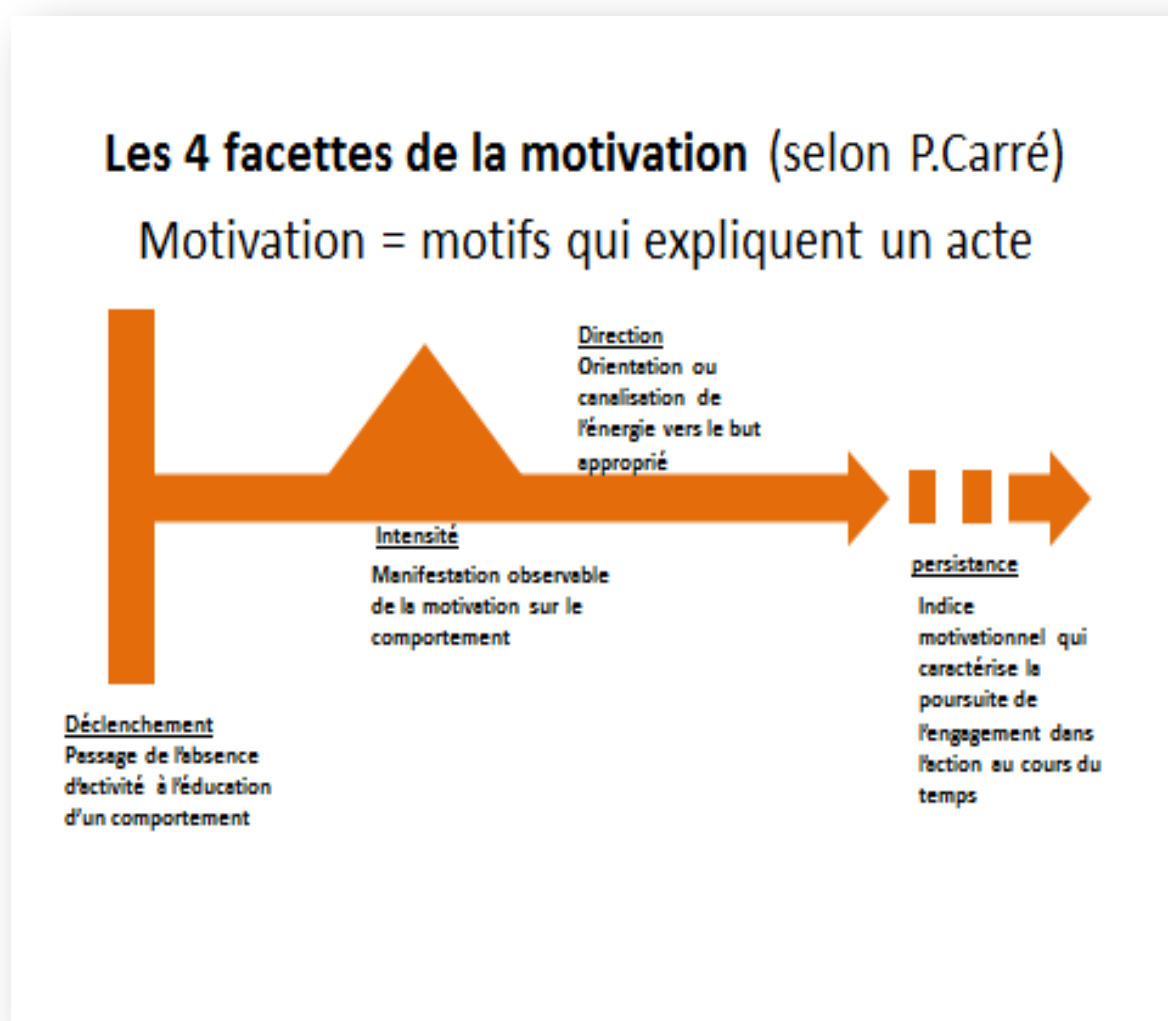 Les 4 facettes de la motivation (selon P.Carré)
Motivation = motifs qui expliquent un acte
Direction
Orientation ou
canalisation de
l'énergie vers le but
approprié
Intensité
Manifestation observable
de la motivation sur le
comportement
persistance
Indice
motivationnel qui
caractérise la
poursuite de
l'engagement dans
l'action au cours du
temps
Déclenchement
Passage de l'absence
d'activité à l'éducation
d'un comportement